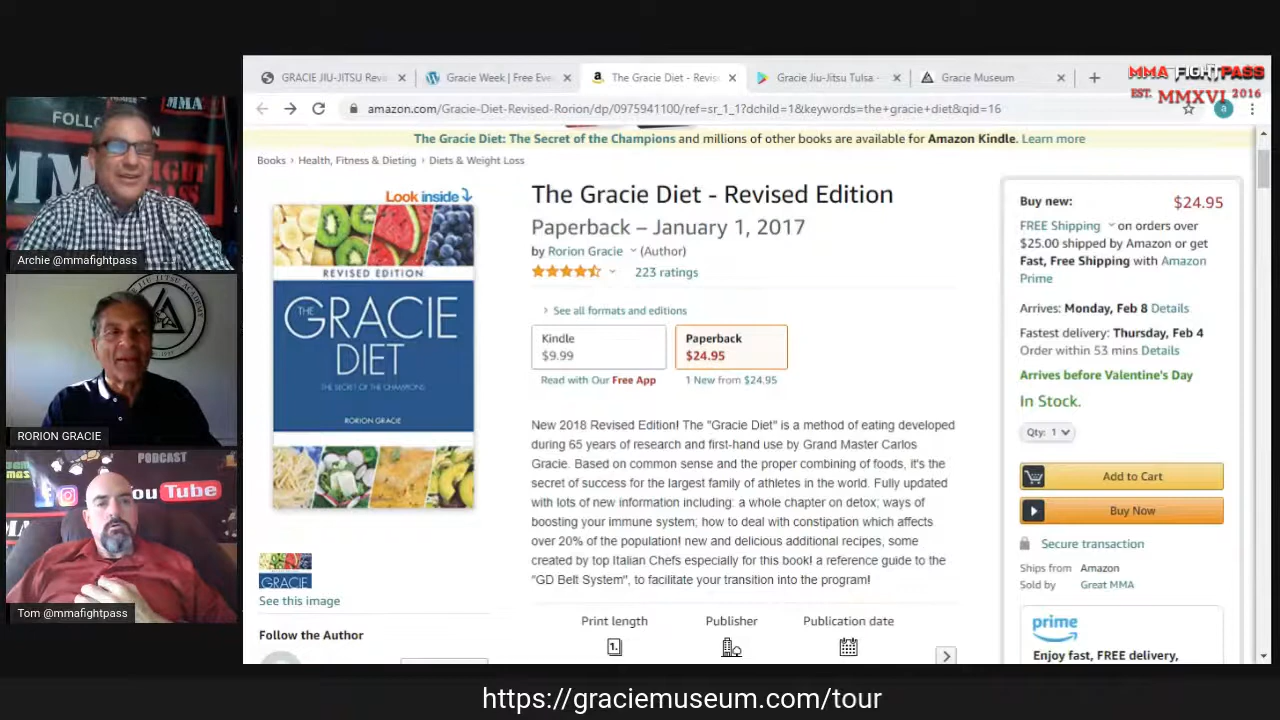 GRACIE JIU-JITSU Revi
Gracie Week | Free Eve
The Gracie Diet - Revis
Gracie Jiu-Jitsu Tulsa -
Gracie Museum
MMA FIGHTPASS
EST. MMXVI 2016
amazon.com/Gracie-Diet-Revised-Rorion/dp/0975941100/ref=sr_1_1?dchild=1&keywords=the+gracie+diet&qid=16
a
The Gracie Diet: The Secret of the Champions and millions of other books are available for Amazon Kindle. Learn more
Books › Health, Fitness & Dieting › Diets & Weight Loss
Look inside
REVISED EDITION
THE
GRACIE
DIET
THE SECRET OF THE CHAMPIONS
RORION GRACIE
GRACIE
See this image
Follow the Author
The Gracie Diet - Revised Edition
Paperback – January 1, 2017
by Rorion Gracie (Author)
223 ratings
See all formats and editions
Kindle
$9.99
Read with Our Free App
Paperback
$24.95
1 New from $24.95
New 2018 Revised Edition! The "Gracie Diet" is a method of eating developed
during 65 years of research and first-hand use by Grand Master Carlos
Gracie. Based on common sense and the proper combining of foods, it's the
secret of success for the largest family of athletes in the world. Fully updated
with lots of new information including: a whole chapter on detox; ways of
boosting your immune system; how to deal with constipation which affects
over 20% of the population! new and delicious additional recipes, some
created by top Italian Chefs especially for this book! a reference guide to the
"GD Belt System", to facilitate your transition into the program!
Print length
Publisher
Publication date
Buy new: $24.95
FREE Shipping on orders over
$25.00 shipped by Amazon or get
Fast, Free Shipping with Amazon
Prime
Arrives: Monday, Feb 8 Details
Fastest delivery: Thursday, Feb 4
Order within 53 mins Details
Arrives before Valentine's Day
In Stock.
Qty: 1
Add to Cart
Buy Now
Secure transaction
Ships from Amazon
Sold by Great MMA
prime
Enjoy fast, FREE delivery,
FOLLO
MM
Archie @mmafightpass
RORION GRACIE
PODCAST
You Tube
Tom @mmafightpass
https://graciemuseum.com/tour